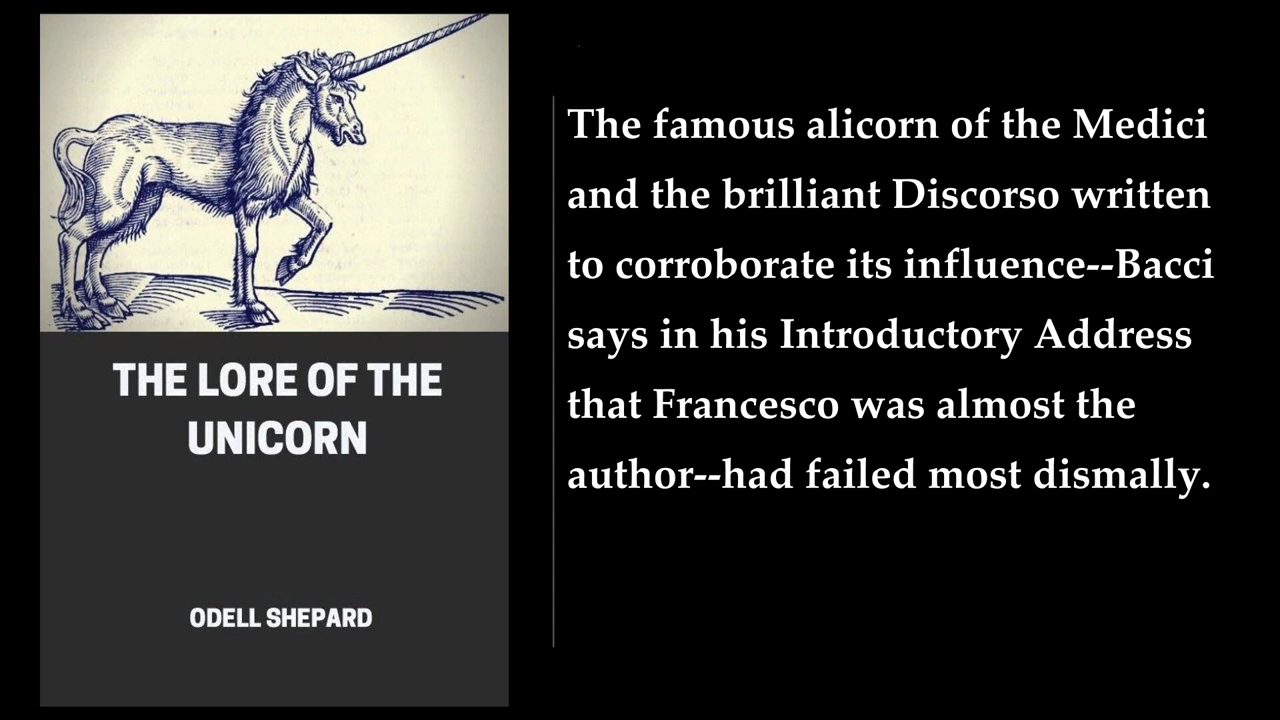 THE LORE OF THE
UNICORN
ODELL SHEPARD
The famous alicorn of the Medici
and the brilliant Discorso written
to corroborate its influence--Bacci
says in his Introductory Address
that Francesco was almost the
author--had failed most dismally.